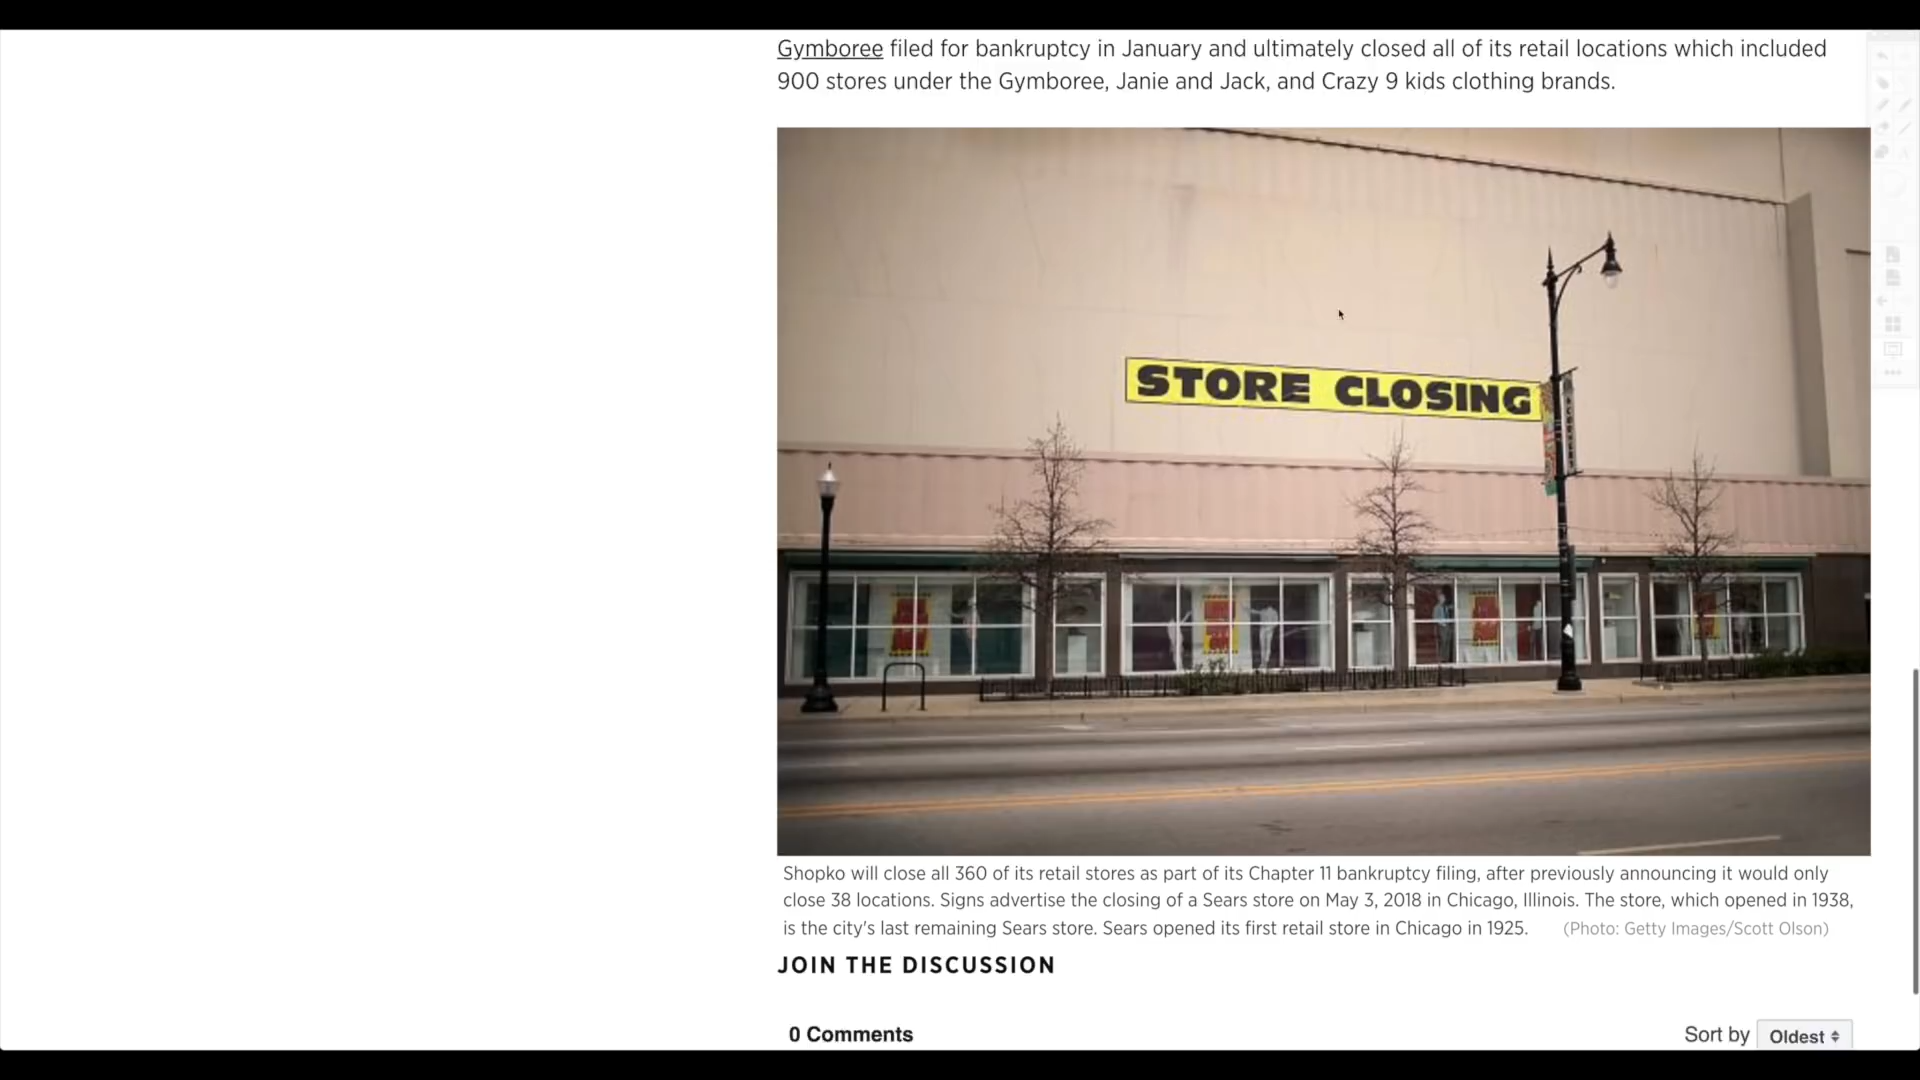 Gymboree filed for bankruptcy in January and ultimately closed all of its retail locations which included
900 stores under the Gymboree, Janie and Jack, and Crazy 9 kids clothing brands.
STORE CLOSING
Shopko will close all 360 of its retail stores as part of its Chapter 11 bankruptcy filing, after previously announcing it would only
close 38 locations. Signs advertise the closing of a Sears store on May 3, 2018 in Chicago, Illinois. The store, which opened in 1938,
is the city's last remaining Sears store. Sears opened its first retail store in Chicago in 1925. (Photo: Getty Images/Scott Olson)
JOIN THE DISCUSSION
0 Comments
Sort by Oldest